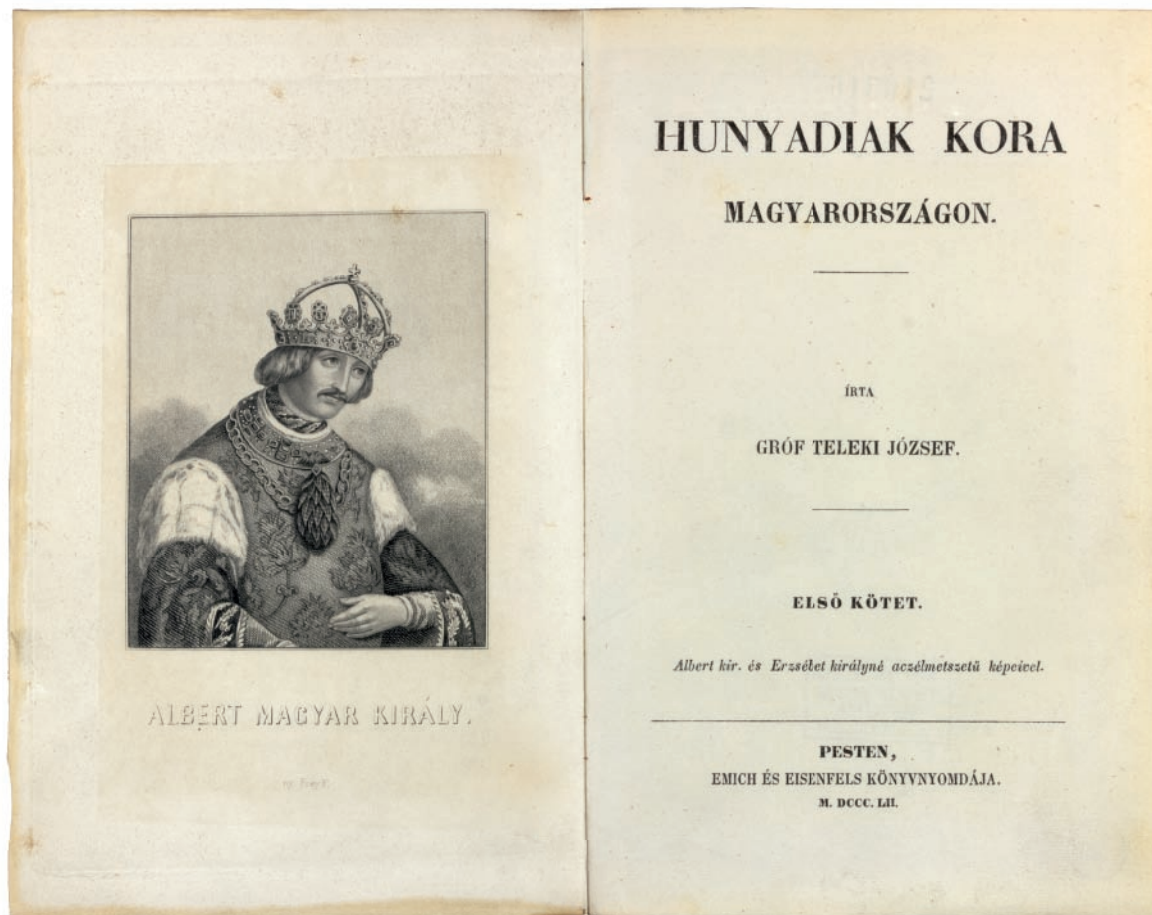 ALBERT MAGYAR KIRÁLY.
HUNYADIAK KORA
MAGYARORSZÁGON.
ÍRTA
GRÓF TELEKI JÓZSEF.
ELSŐ KÖTET.
Albert kir. és Erzsébet királyné aczélmetszetü képeivel.
PESTEN,
EMICH ÉS EISENFELS KÖNYVNYOMDÁJA.
M. DCCC. LII.